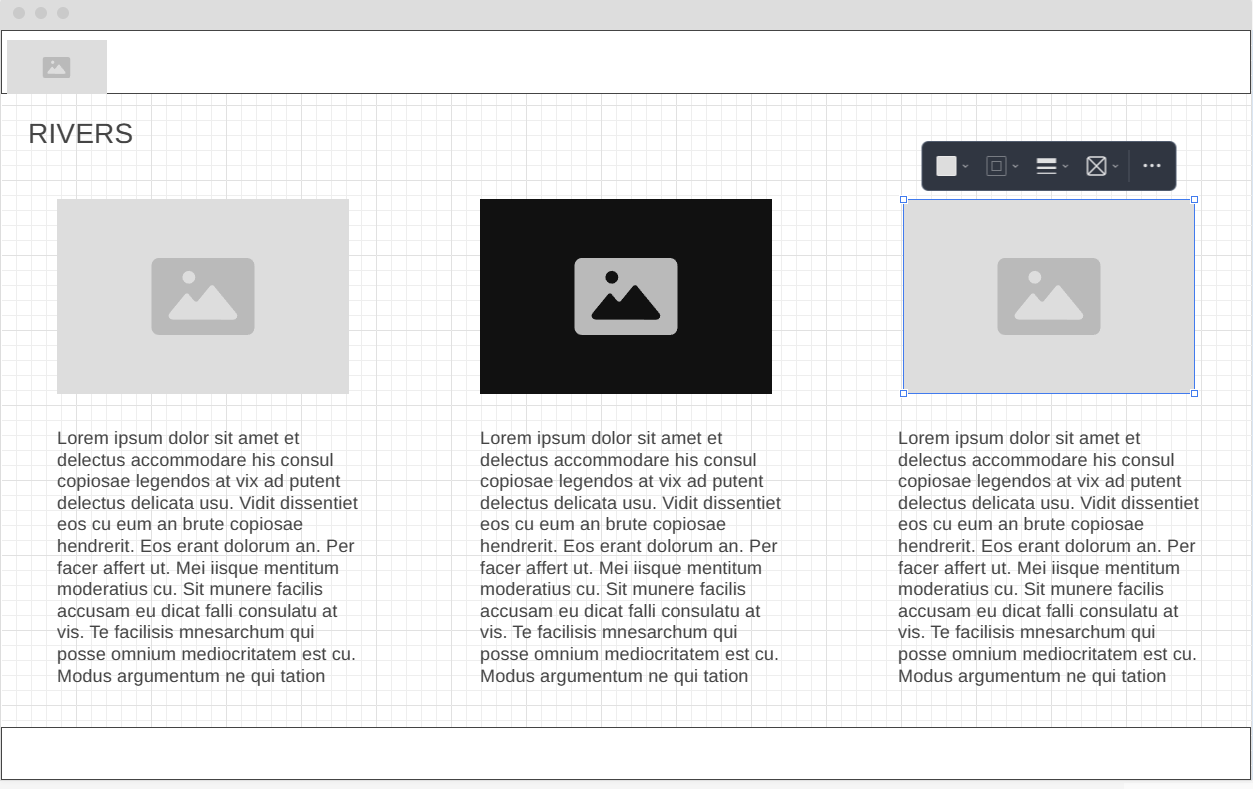 RIVERS
Lorem ipsum dolor sit amet et
delectus accommodare his consul
copiosae legendos at vix ad putent
delectus delicata usu. Vidit dissentiet
eos cu eum an brute copiosae
hendrerit. Eos erant dolorum an. Per
facer affert ut. Mei iisque mentitum
moderatius cu. Sit munere facilis
accusam eu dicat falli consulatu at
vis. Te facilisis mnesarchum qui
posse omnium mediocritatem est cu.
Modus argumentum ne qui tation
Lorem ipsum dolor sit amet et
delectus accommodare his consul
copiosae legendos at vix ad putent
delectus delicata usu. Vidit dissentiet
eos cu eum an brute copiosae
hendrerit. Eos erant dolorum an. Per
facer affert ut. Mei iisque mentitum
moderatius cu. Sit munere facilis
accusam eu dicat falli consulatu at
vis. Te facilisis mnesarchum qui
posse omnium mediocritatem est cu.
Modus argumentum ne qui tation
Lorem ipsum dolor sit amet et
delectus accommodare his consul
copiosae legendos at vix ad putent
delectus delicata usu. Vidit dissentiet
eos cu eum an brute copiosae
hendrerit. Eos erant dolorum an. Per
facer affert ut. Mei iisque mentitum
moderatius cu. Sit munere facilis
accusam eu dicat falli consulatu at
vis. Te facilisis mnesarchum qui
posse omnium mediocritatem est cu.
Modus argumentum ne qui tation